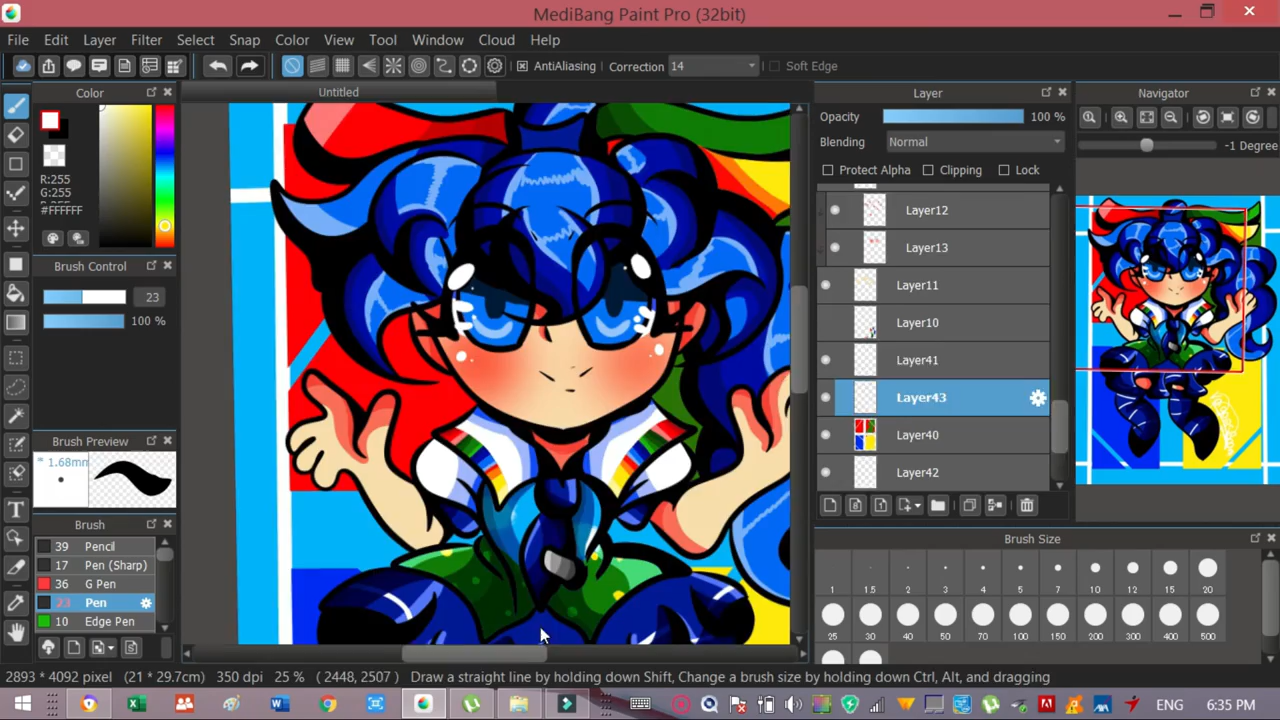 MediBang Paint Pro (32bit)
File Edit Layer Filter Select Snap Color View Tool Window Cloud Help
AntiAliasing Correction 14 Soft Edge
Color
R:255
G:255
#FFFFFF
Brush Control
23
100 %
Brush Preview
1.68mm
Brush
39 Pencil
17 Pen (Sharp)
36 G Pen
23 Pen
10 Edge Pen
Untitled
Layer
Opacity 100 %
Blending Normal
Protect Alpha Clipping Lock
Layer12
Layer13
Layer11
Layer10
Layer41
Layer43
Layer40
Layer42
Navigator
-1 Degree
Brush Size
1 1.5 2 3 4 5 7 10 12 15 20
25 30 40 50 70 100 150 200 300 400 500
2893 * 4092 pixel (21 * 29.7cm) 350 dpi 25 % (2448, 2507) Draw a straight line by holding down Shift, Change a brush size by holding down Ctrl, Alt, and dragging
6:35 PM